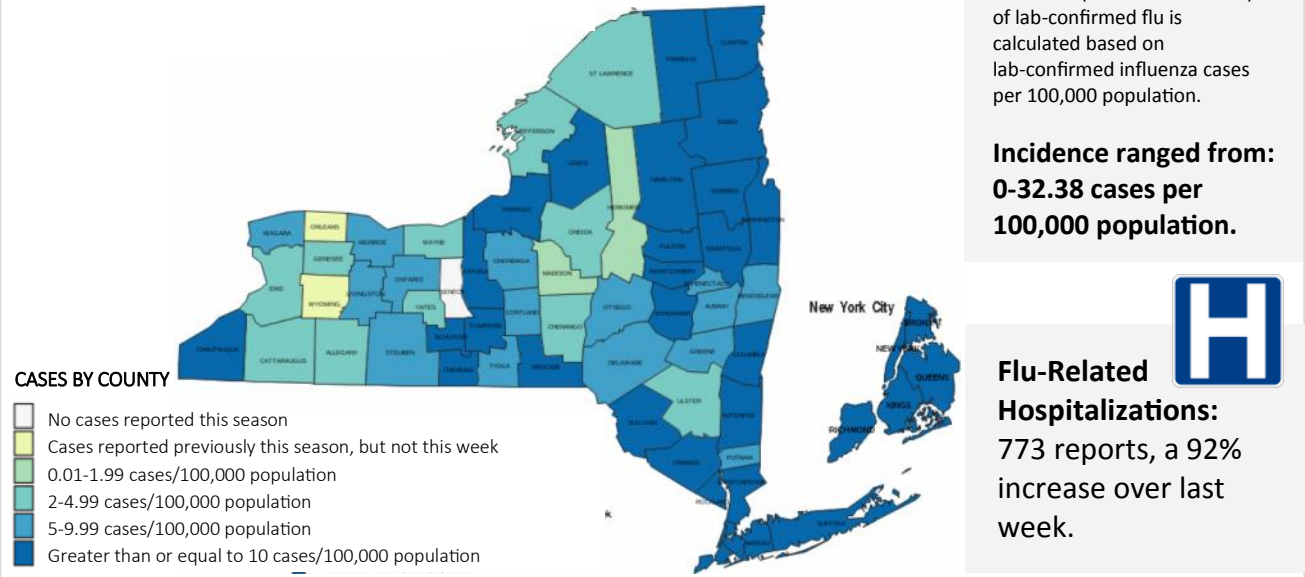 of lab-confirmed flu is
calculated based on
lab-confirmed influenza cases
per 100,000 population.
Incidence ranged from:
0-32.38 cases per
100,000 population.
H
Flu-Related
Hospitalizations:
773 reports, a 92%
increase over last
week.
CLINTON
FRANKLIN
ST LAWRENCE
ESSEX
JEFFERSON
LEWIS
HAMILTON
WARREN
HERKIMER
OSWEGO
WASHINGTON
ORLEANS
NIAGARA
MONROE
WAYNE
ONEIDA
FULTON
SARATOGA
GENESEE
ONONDAGA
CAYUGA
MADISON
MONTGOMERY
ONTARIO
SCHENECTADY
ERIE
SENECA
LIVINGSTON
RENSSELAER
WYOMING
YATES
OTSEGO
ALBANY
CORTLAND
SCHOHARIE
TOMPKINS
CHENANGO
SCHUYLER
CHAUTAUQUA
CATTARAUGUS
ALLEGANY
STEUBEN
GREENE
COLUMBIA
DELAWARE
CHEMUNG
TIOGA
BROOME
ULSTER
DUTCHESS
SULLIVAN
PUTNAM
ORANGE
WESTCHESTER
SUFFOLK
NASSAU
New York City
BRONX
NEW YORK
QUEENS
KINGS
RICHMOND
CASES BY COUNTY
No cases reported this season
Cases reported previously this season, but not this week
0.01-1.99 cases/100,000 population
2-4.99 cases/100,000 population
5-9.99 cases/100,000 population
Greater than or equal to 10 cases/100,000 population